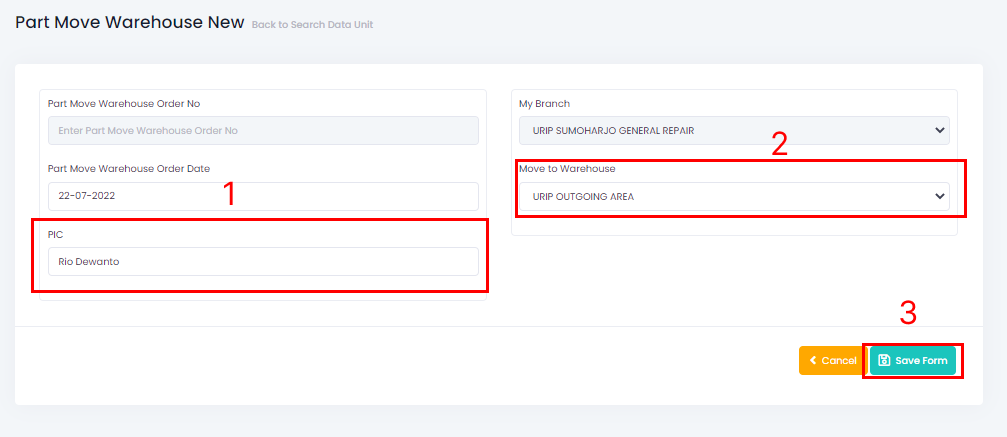 Part Move Warehouse New Back to Search Data Unit
Part Move Warehouse Order No
Enter Part Move Warehouse Order No
Part Move Warehouse Order Date
22-07-2022
1
PIC
Rio Dewanto
My Branch
URIP SUMOHARJO GENERAL REPAIR
2
Move to Warehouse
URIP OUTGOING AREA
3
Cancel
Save Form